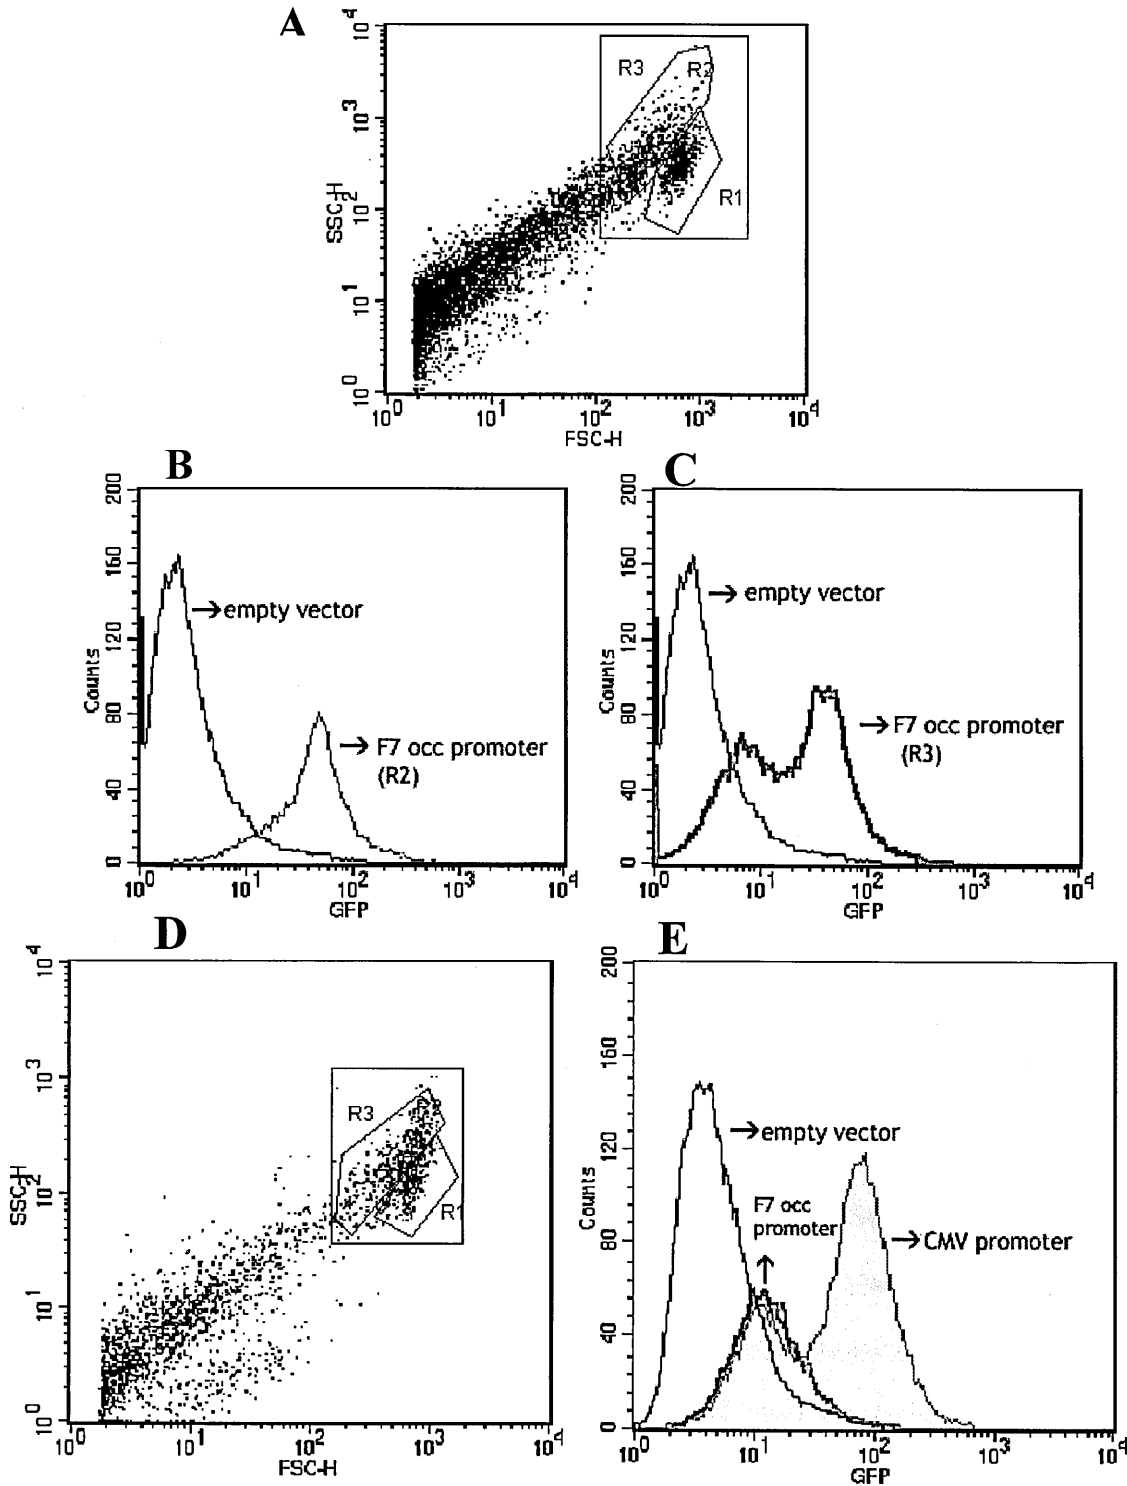 A
10^4
10^3
10^2
10^1
10^0
SSC-H
R3
R2
R1
10^0 10^1 10^2 10^3 10^4
FSC-H
B
200
160
120
80
40
0
Counts
→empty vector
→F7 occ promoter
(R2)
10^0 10^1 10^2 10^3 10^4
GFP
C
200
160
120
80
40
0
Counts
→empty vector
→F7 occ promoter
(R3)
10^0 10^1 10^2 10^3 10^4
GFP
D
10^4
10^3
10^2
10^1
10^0
SSC-H
R3
R1
10^0 10^1 10^2 10^3 10^4
FSC-H
E
200
160
120
80
40
0
Counts
→empty vector
F7 occ
promoter
→CMV promoter
10^0 10^1 10^2 10^3 10^4
GFP